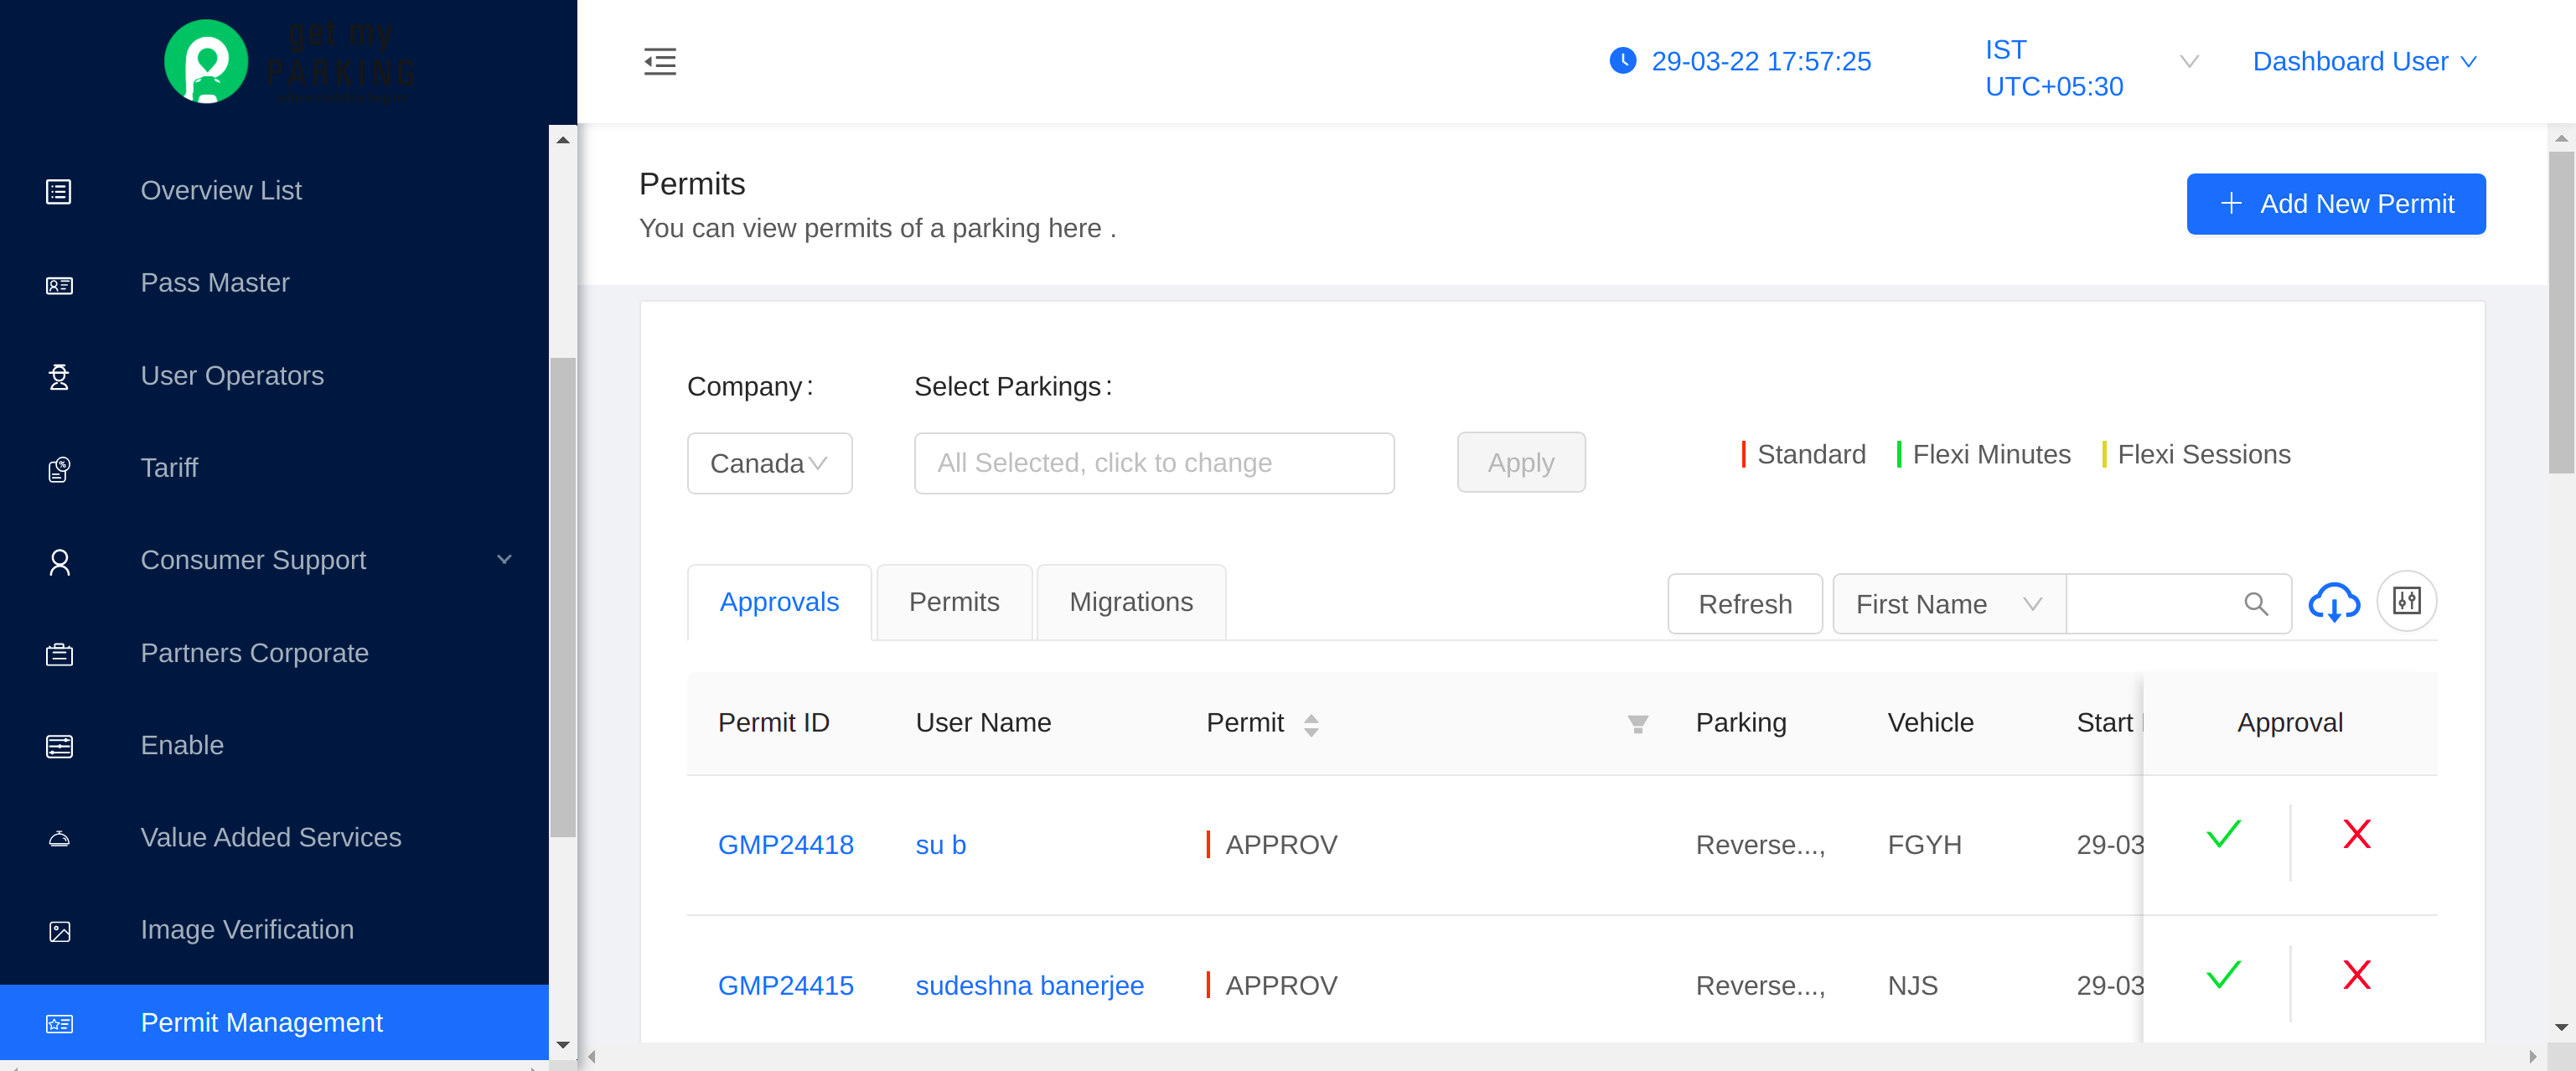 get my
PARKING
29-03-22 17:57:25
IST
UTC+05:30
Dashboard User
Overview List
Pass Master
User Operators
Tariff
Consumer Support
Partners Corporate
Enable
Value Added Services
Image Verification
Permit Management
Permits
You can view permits of a parking here .
Add New Permit
Company :
Select Parkings :
Canada
All Selected, click to change
Apply
Standard
Flexi Minutes
Flexi Sessions
Approvals
Permits
Migrations
Refresh
First Name
Permit ID User Name Permit Parking Vehicle Start Approval
GMP24418 su b APPROV Reverse..., FGYH 29-03
GMP24415 sudeshna banerjee APPROV Reverse..., NJS 29-03